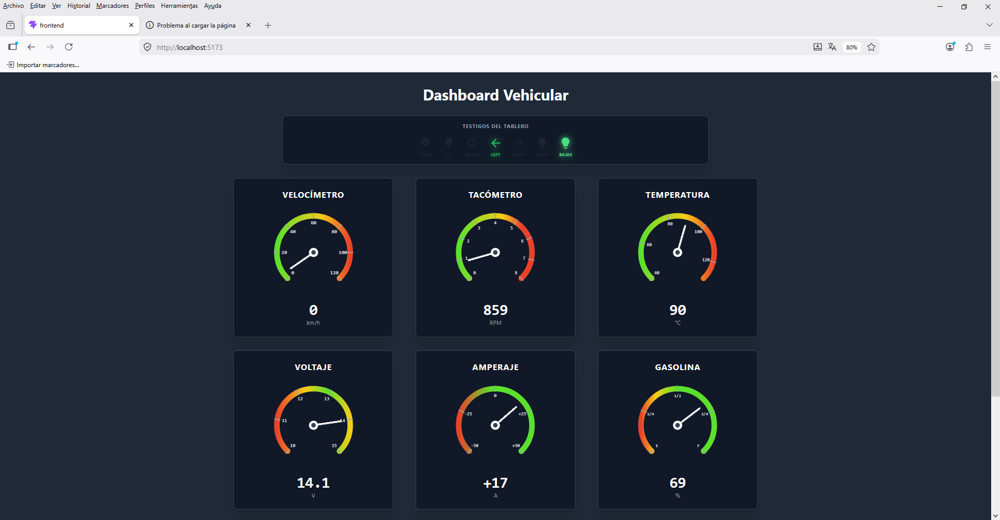 Archivo Editar Ver Historial Marcadores Perfiles Herramientas Ayuda
frontend
Problema al cargar la página
http://localhost:5173
80%
Importar marcadores...
Dashboard Vehicular
TESTIGOS DEL TABLERO
CHECK OIL BRAKE LEFT RIGHT ALTAS BAJAS
VELOCÍMETRO
0 20 40 60 80 100 120
0
km/h
TACÓMETRO
0 1 2 3 4 5 6 7 8
859
RPM
TEMPERATURA
40 60 80 100 120
90
°C
VOLTAJE
10 11 12 13 14 15
14.1
V
AMPERAJE
-50 -25 0 +25 +50
+17
A
GASOLINA
E 1/4 1/2 3/4 F
69
%